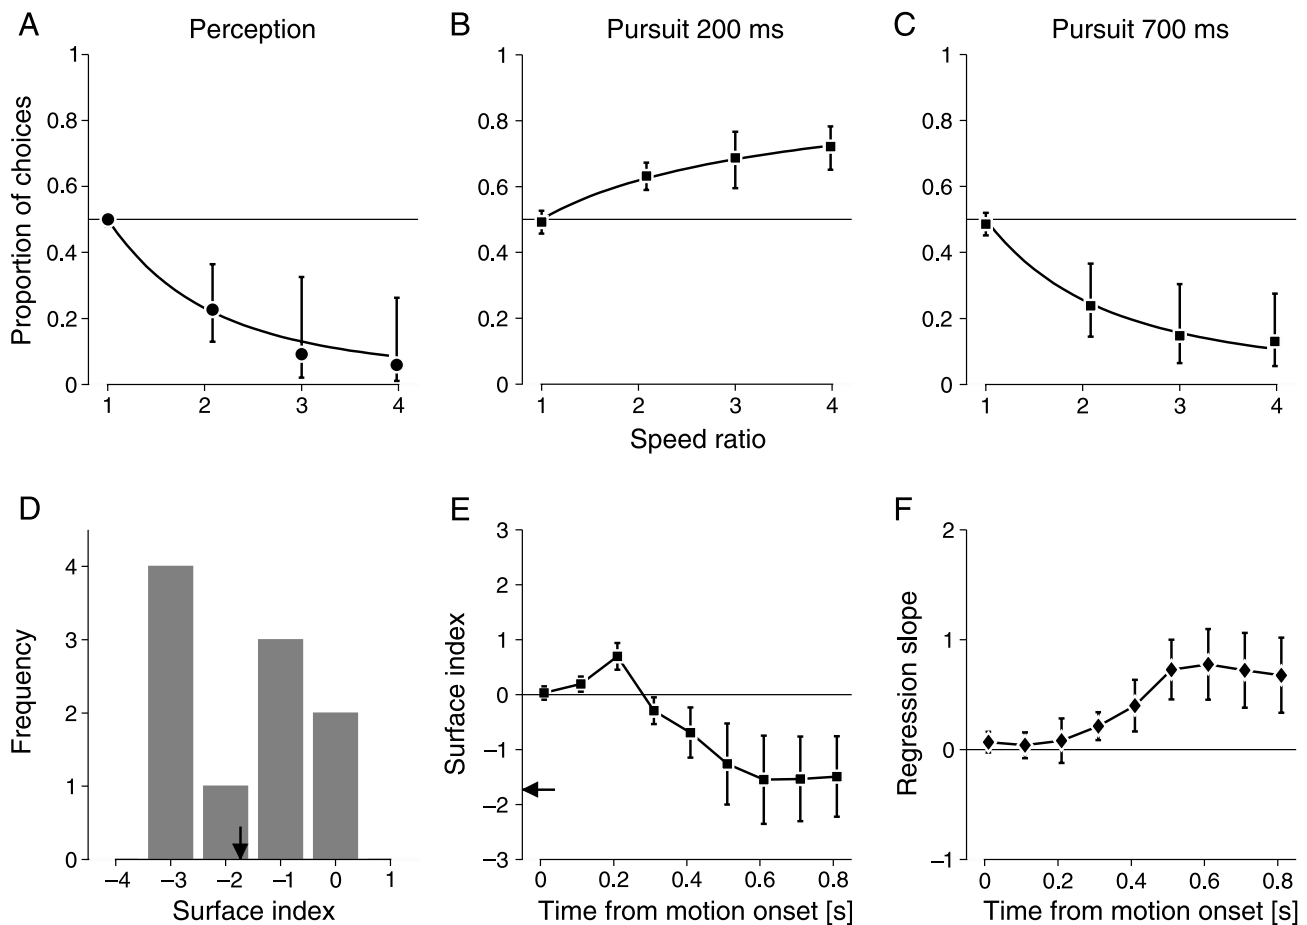 A Perception
B Pursuit 200 ms
C Pursuit 700 ms
Proportion of choices
1
0.8
0.6
0.4
0.2
0
1 2 3 4
1
0.8
0.6
0.4
0.2
0
1 2 3 4
1
0.8
0.6
0.4
0.2
0
1 2 3 4
Speed ratio
D
Frequency
4
3
2
1
0
−4 −3 −2 −1 0 1
Surface index
E
Surface index
3
2
1
0
−1
−2
−3
0 0.2 0.4 0.6 0.8
Time from motion onset [s]
F
Regression slope
2
1
0
−1
0 0.2 0.4 0.6 0.8
Time from motion onset [s]